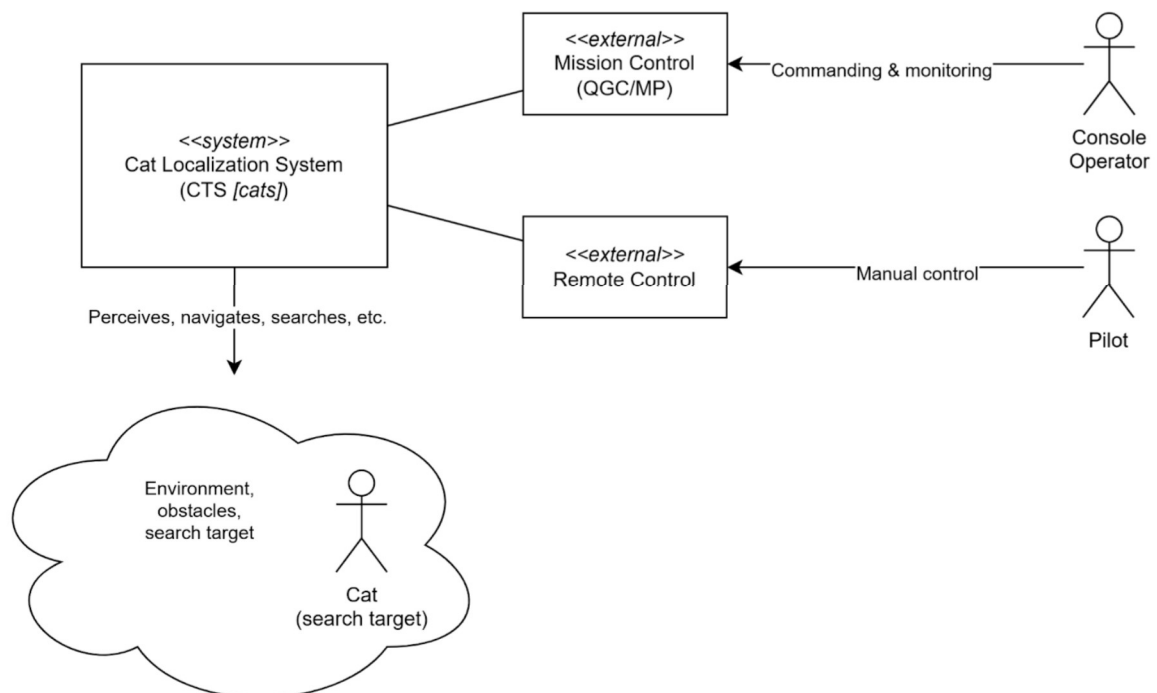 <<external>>
Mission Control
(QGC/MP)
Commanding & monitoring
Console
Operator
<<system>>
Cat Localization System
(CTS [cats])
<<external>>
Remote Control
Manual control
Pilot
Perceives, navigates, searches, etc.
Environment,
obstacles,
search target
Cat
(search target)